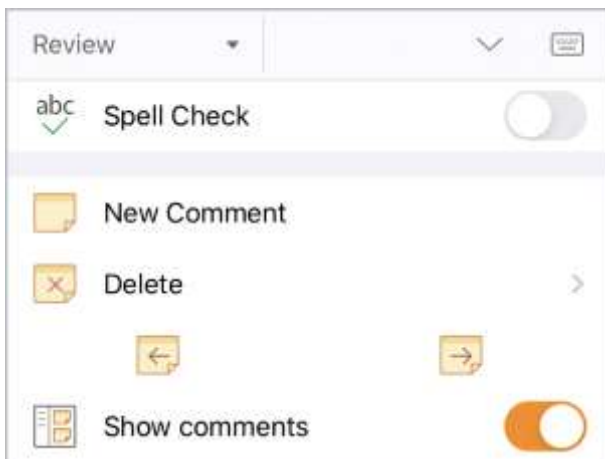 Review
abc
Spell Check
New Comment
Delete
Show comments